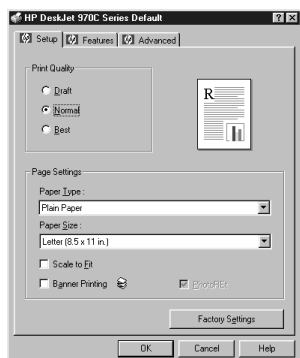 HP DeskJet 970C Series Default
Setup Features Advanced
Print Quality
Draft
Normal
Best
R
Page Settings
Paper Type :
Plain Paper
Paper Size :
Letter (8.5 x 11 in.)
Scale to Fit
Banner Printing PhotoREt
Factory Settings
OK Cancel Help